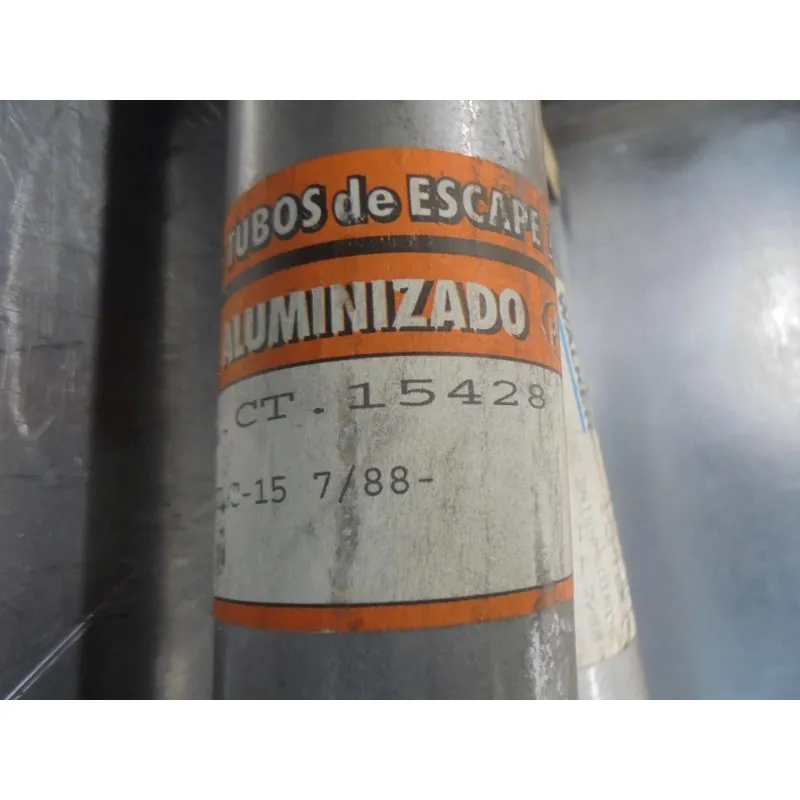 TUBOS de ESCAPE
ALUMINIZADO
.CT.15428
-15 7/88-